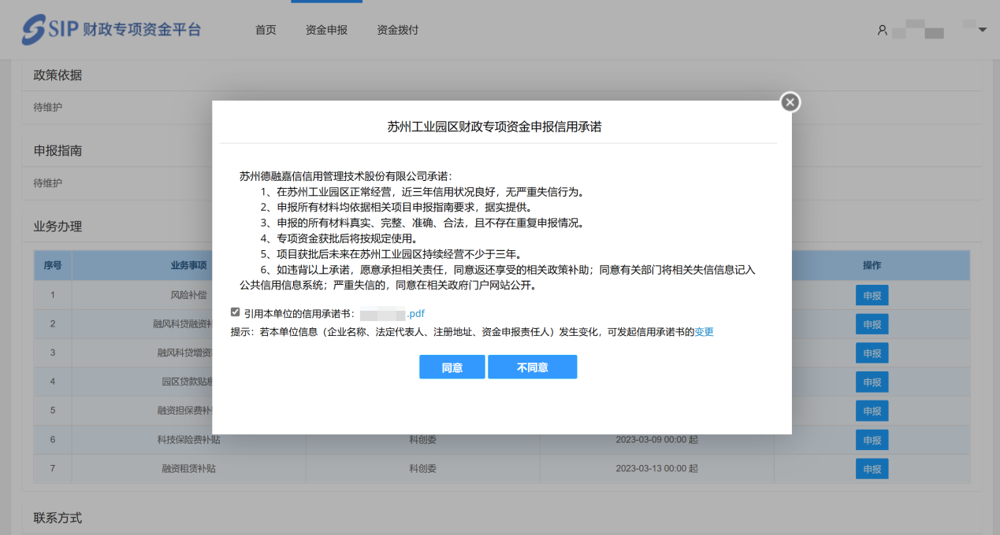 SIP 财政专项资金平台
首页 资金申报 资金拨付
政策依据
待维护
申报指南
待维护
业务办理
苏州工业园区财政专项资金申报信用承诺
苏州德融嘉信信用管理技术股份有限公司承诺：
1、在苏州工业园区正常经营，近三年信用状况良好，无严重失信行为。
2、申报所有材料均依据相关项目申报指南要求，据实提供。
3、申报的所有材料真实、完整、准确、合法，且不存在重复申报情况。
4、专项资金获批后将按规定使用。
5、项目获批后未来在苏州工业园区持续经营不少于三年。
6、如违背以上承诺，愿意承担相关责任，同意返还享受的相关政策补助；同意有关部门将相关失信信息记入
公共信用信息系统；严重失信的，同意在相关政府门户网站公开。
引用本单位的信用承诺书： .pdf
提示：若本单位信息（企业名称、法定代表人、注册地址、资金申报责任人）发生变化，可发起信用承诺书的变更
同意 不同意
序号 业务事项 操作
1 风险补偿 申报
2 融风科贷融资补 申报
3 融风科贷增资 申报
4 园区贷款贴息 申报
5 融资担保费补 申报
6 科技保险费补贴 科创委 2023-03-09 00:00 起 申报
7 融资租赁补贴 科创委 2023-03-13 00:00 起 申报
联系方式